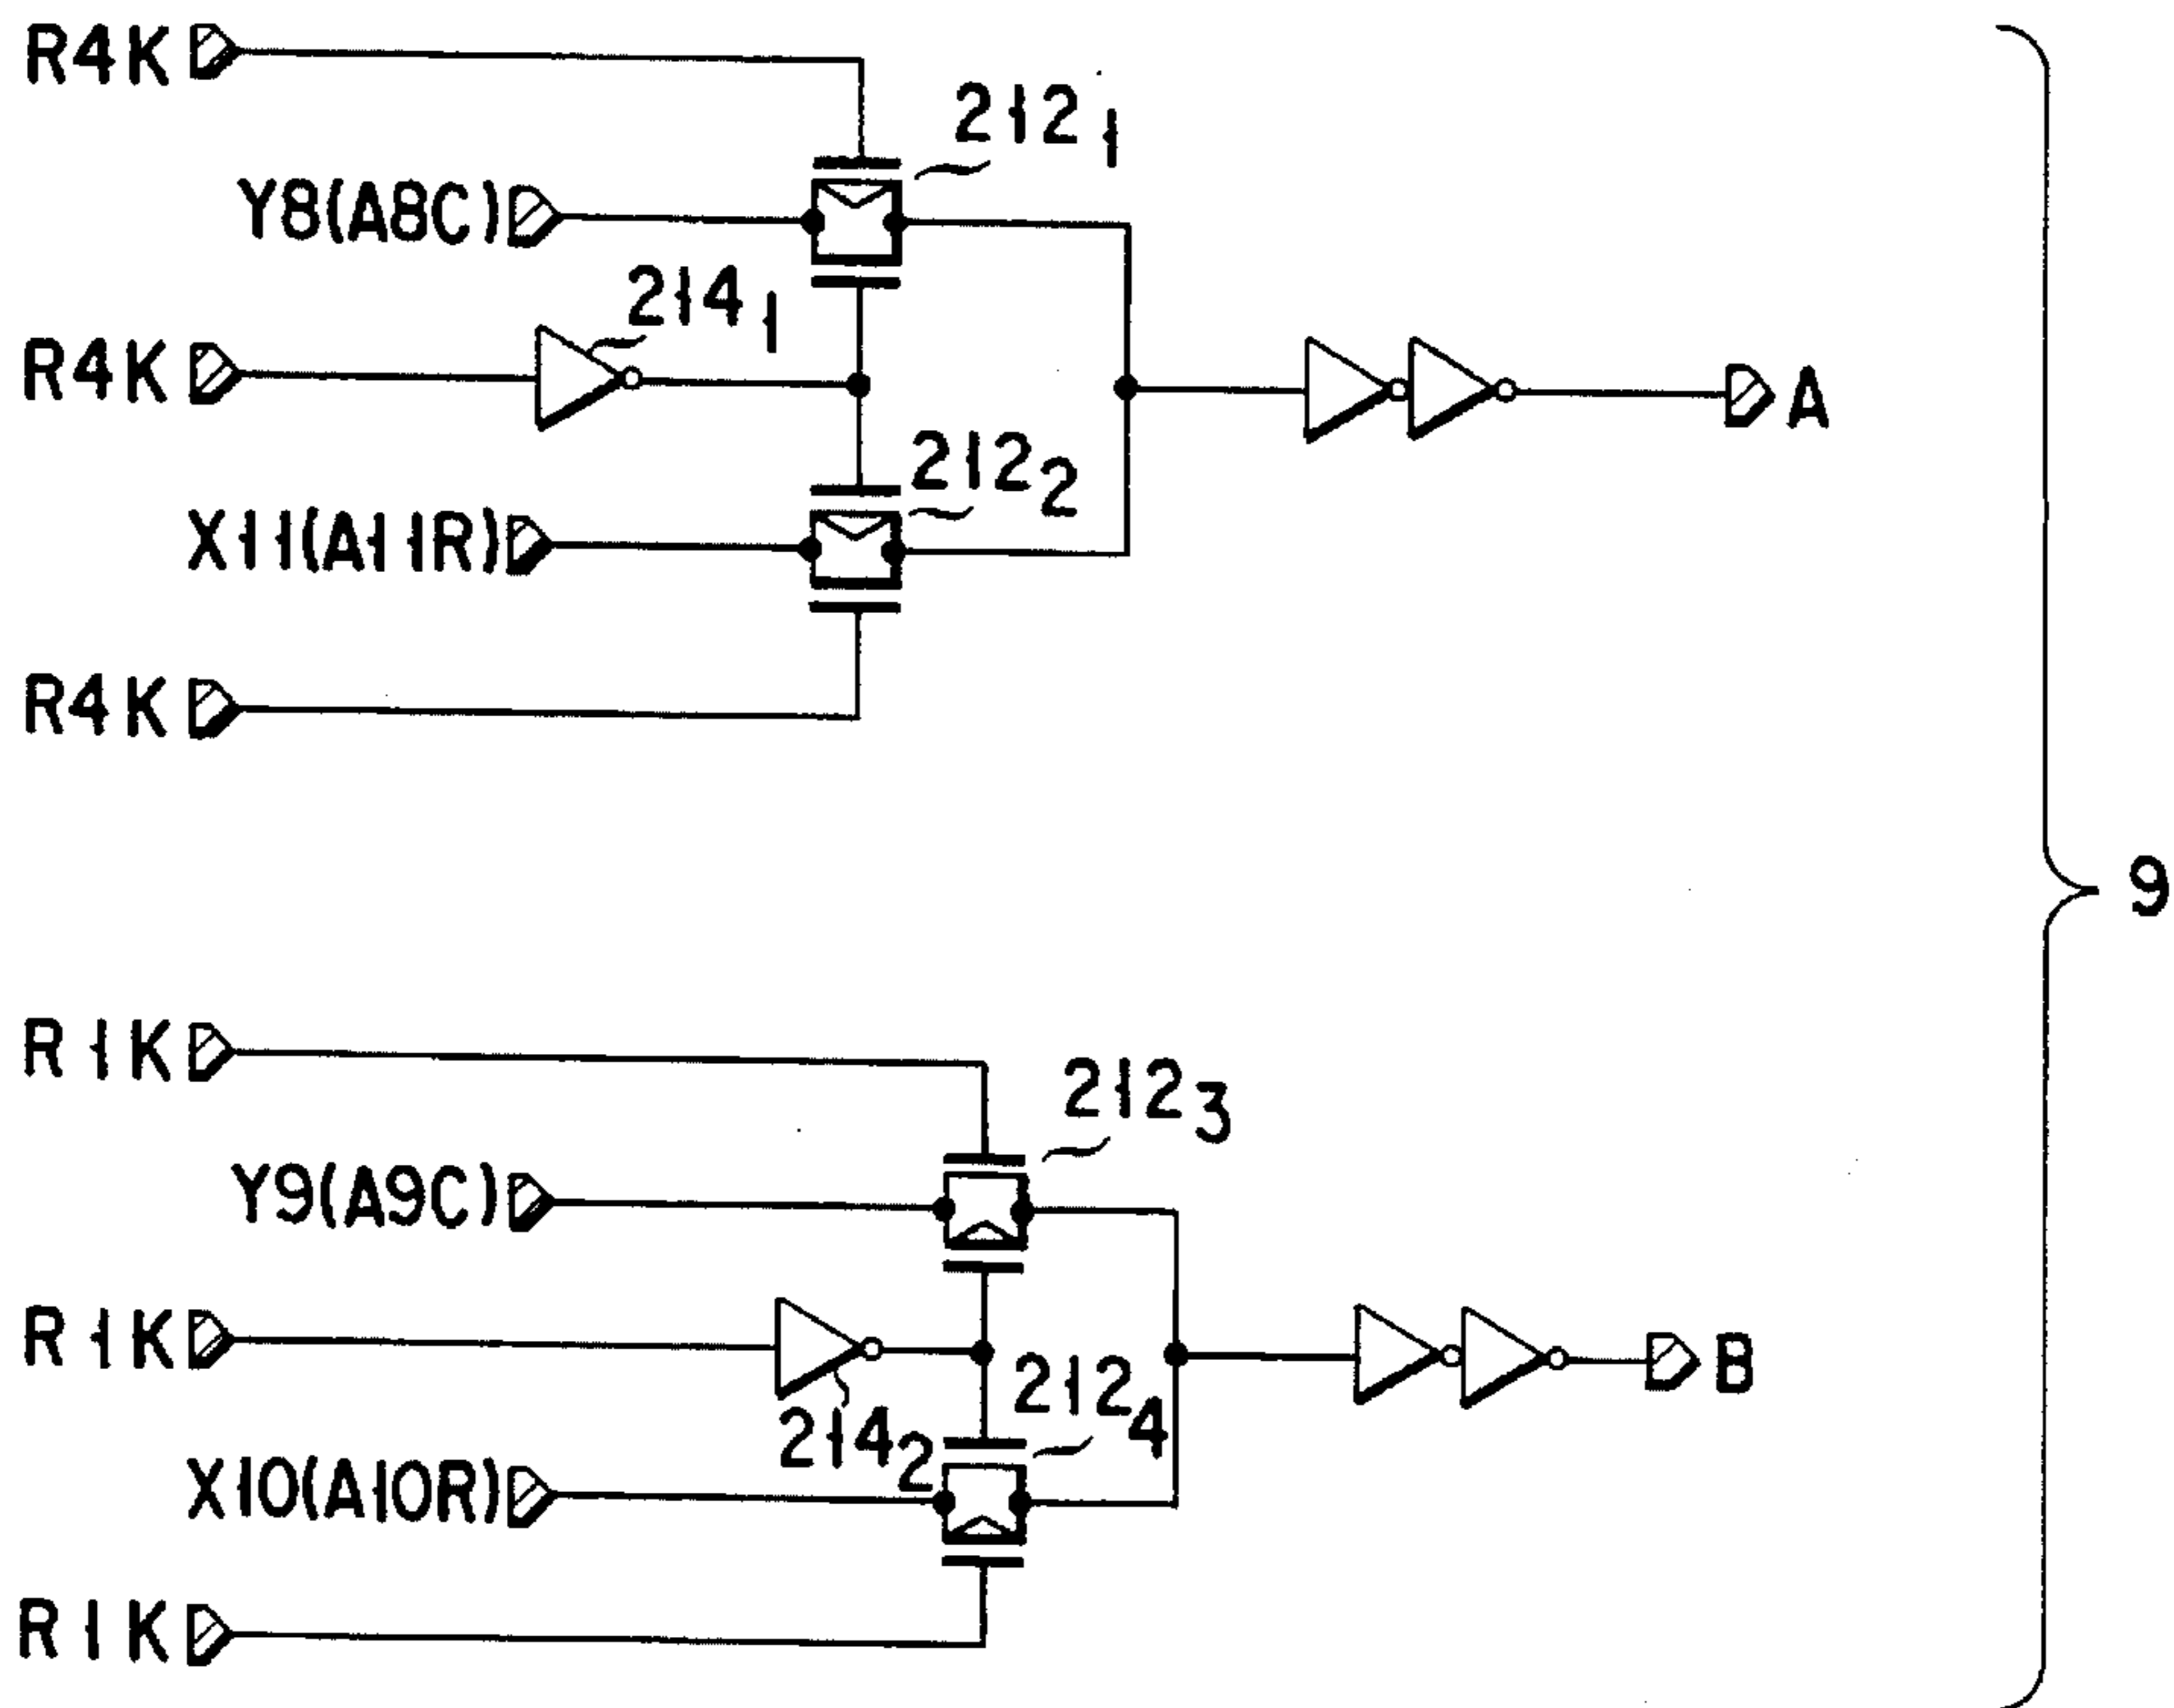 R4K
212₁
Y8(A8C)
214₁
R4K
A
212₂
X11(A11R)
R4K
9
R1K
212₃
Y9(A9C)
R1K
B
212₄
214₂
X10(A10R)
R1K